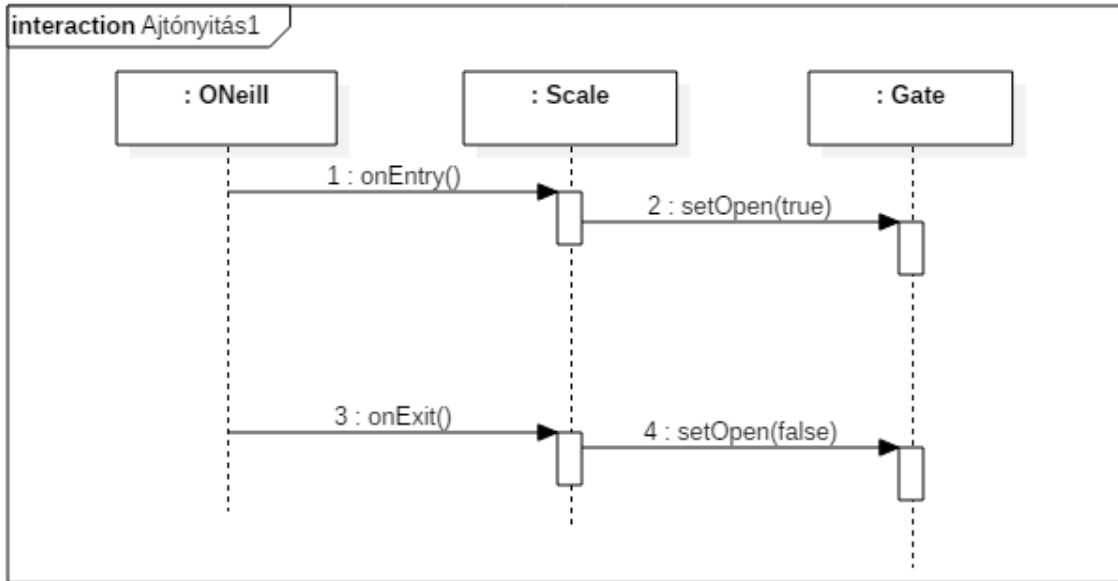 interaction Ajtónyitás1
: ONeill
: Scale
: Gate
1 : onEntry()
2 : setOpen(true)
3 : onExit()
4 : setOpen(false)